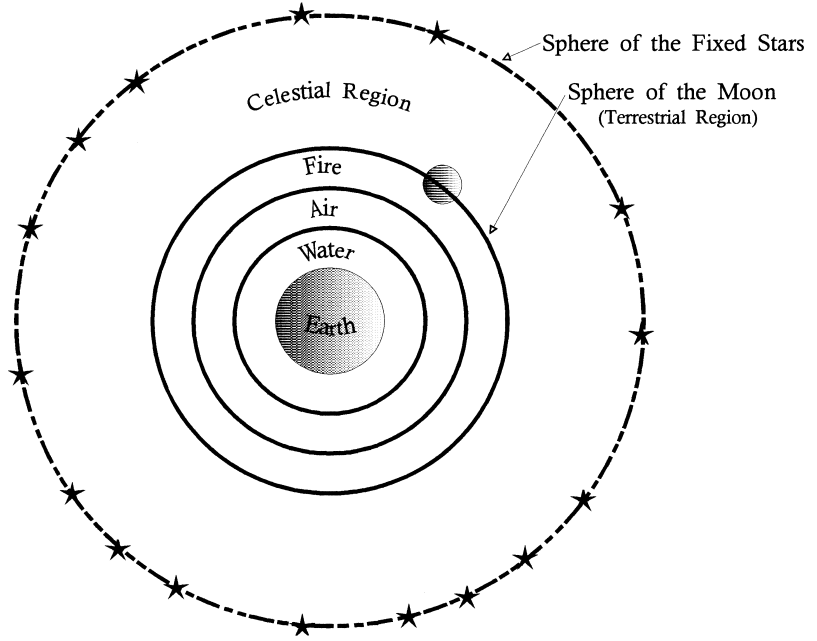 Sphere of the Fixed Stars
Celestial Region
Sphere of the Moon
(Terrestrial Region)
Fire
Air
Water
Earth